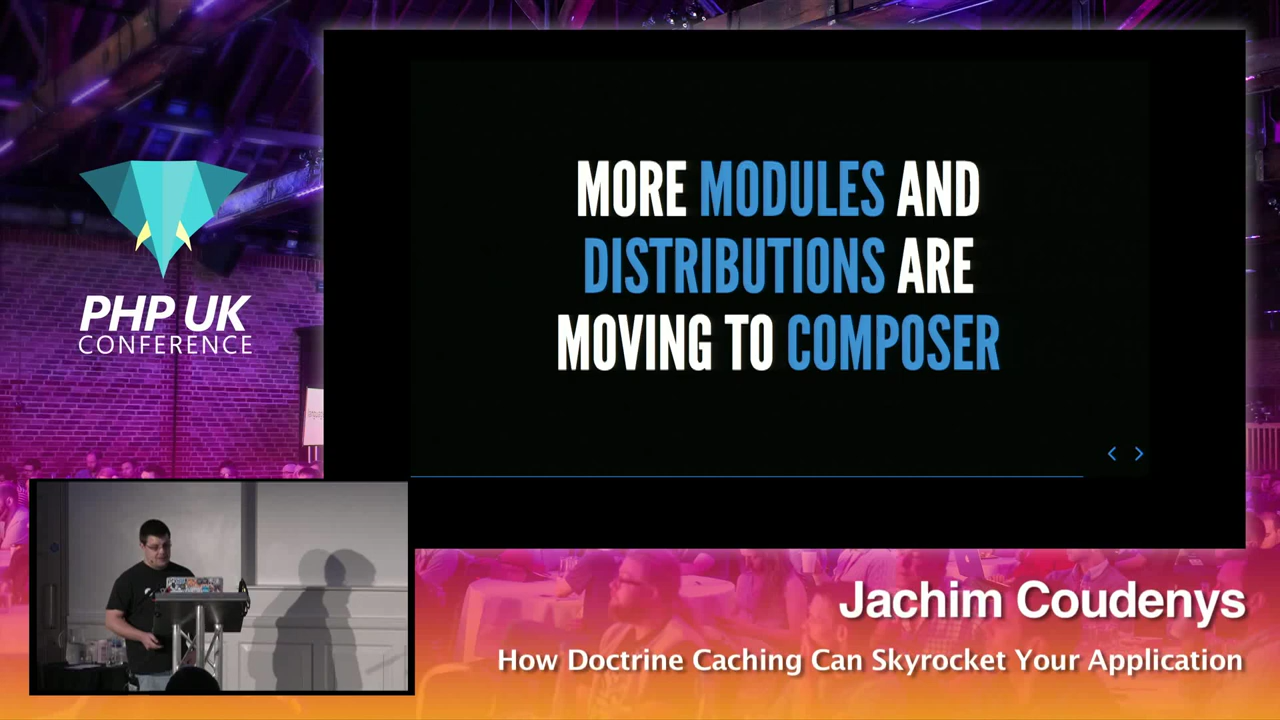 MORE MODULES AND
DISTRIBUTIONS ARE
MOVING TO COMPOSER
PHP UK
CONFERENCE
Jachim Coudenys
How Doctrine Caching Can Skyrocket Your Application